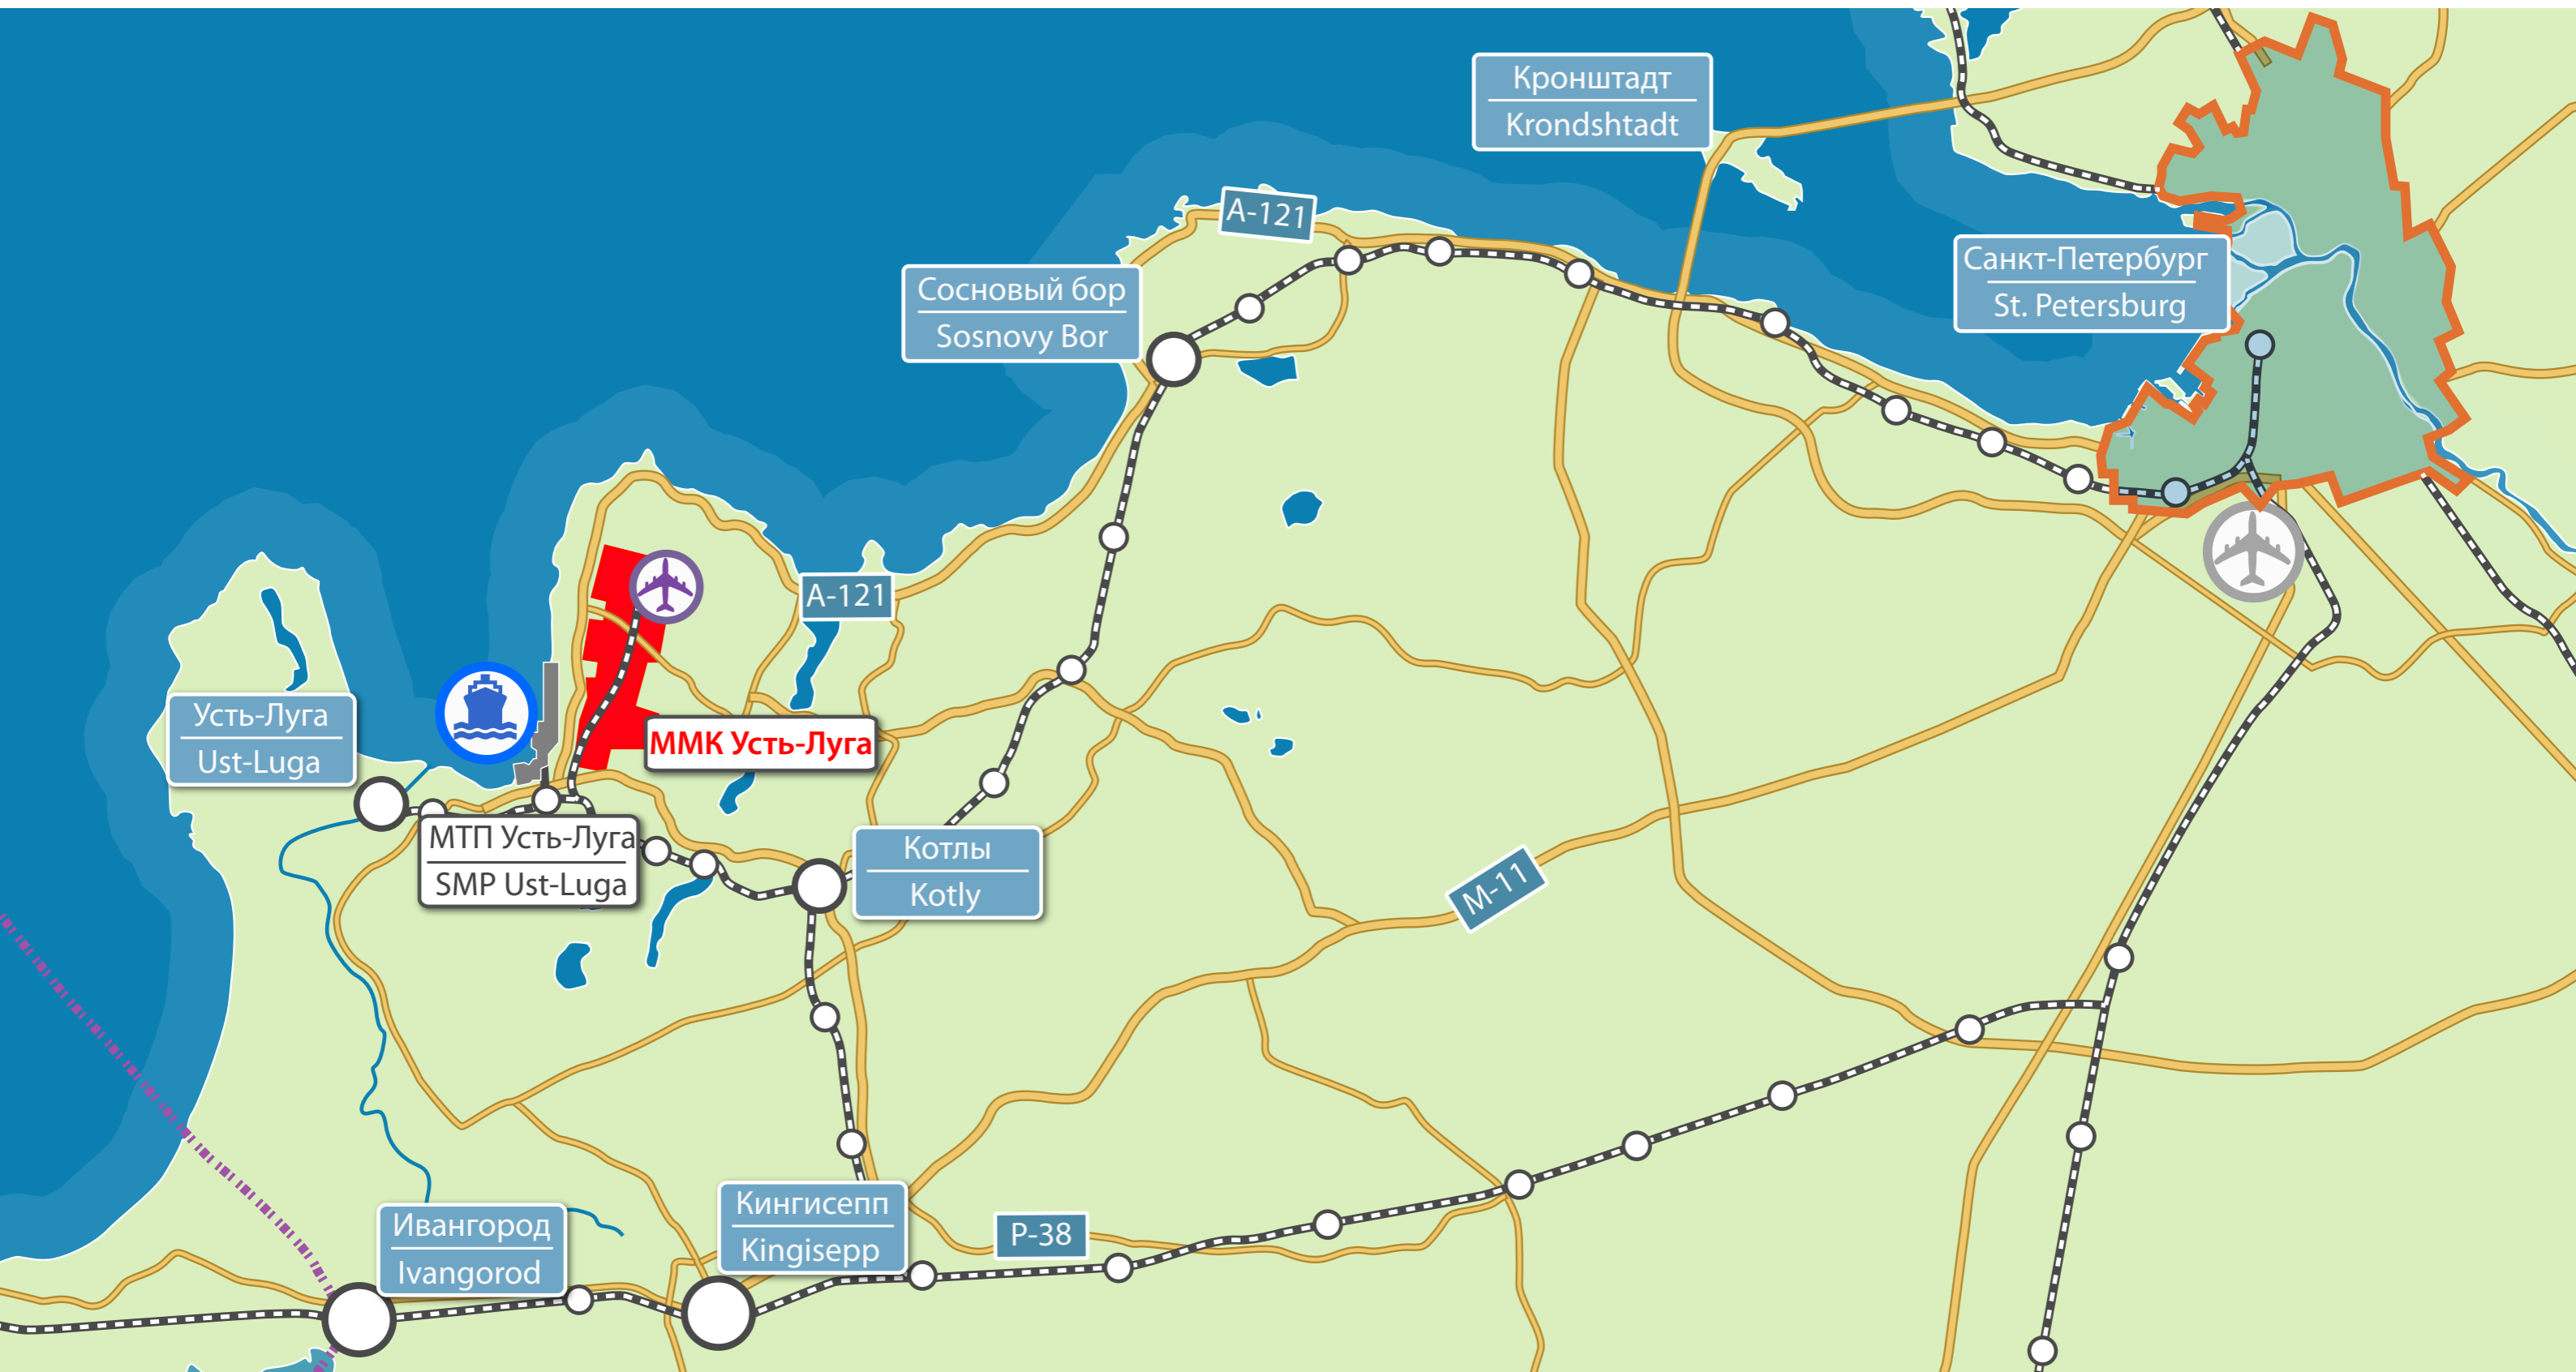 Кронштадт
Krondshtadt
A-121
Санкт-Петербург
St. Petersburg
Сосновый бор
Sosnovy Bor
A-121
Усть-Луга
Ust-Luga
ММК Усть-Луга
МТП Усть-Луга
SMP Ust-Luga
Котлы
Kotly
M-11
Ивангород
Ivangorod
Кингисепп
Kingisepp
P-38